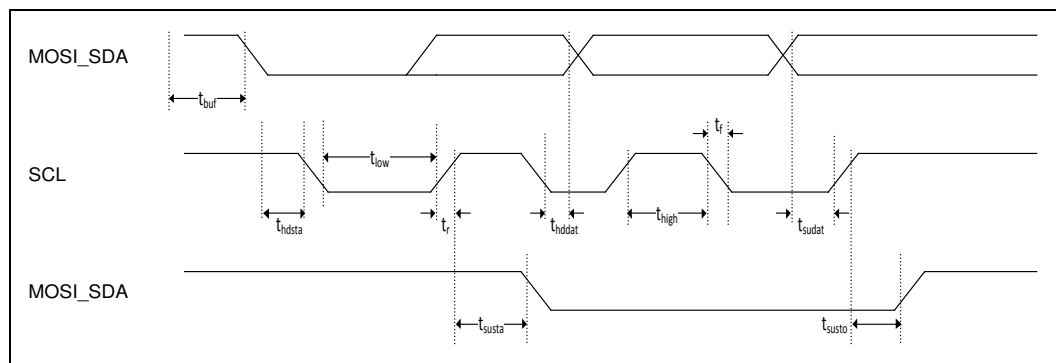 MOSI_SDA
tbuf
tf
SCL
tlow
thdsta
tr
thddat
thigh
tsudat
MOSI_SDA
tsusta
tsusto